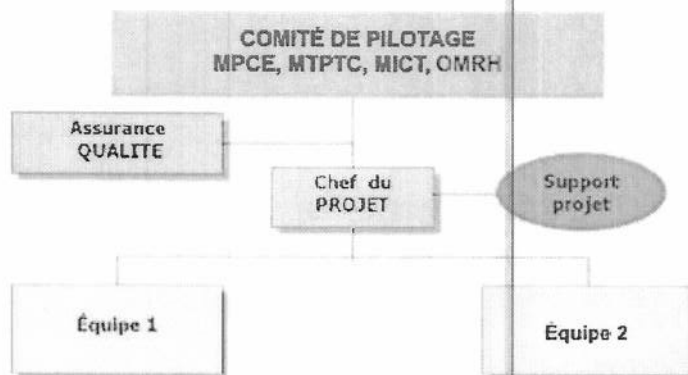 COMITÉ DE PILOTAGE
MPCE, MTPTC, MICT, OMRH
Assurance
QUALITE
Chef du
PROJET
Support
projet
Équipe 1
Équipe 2